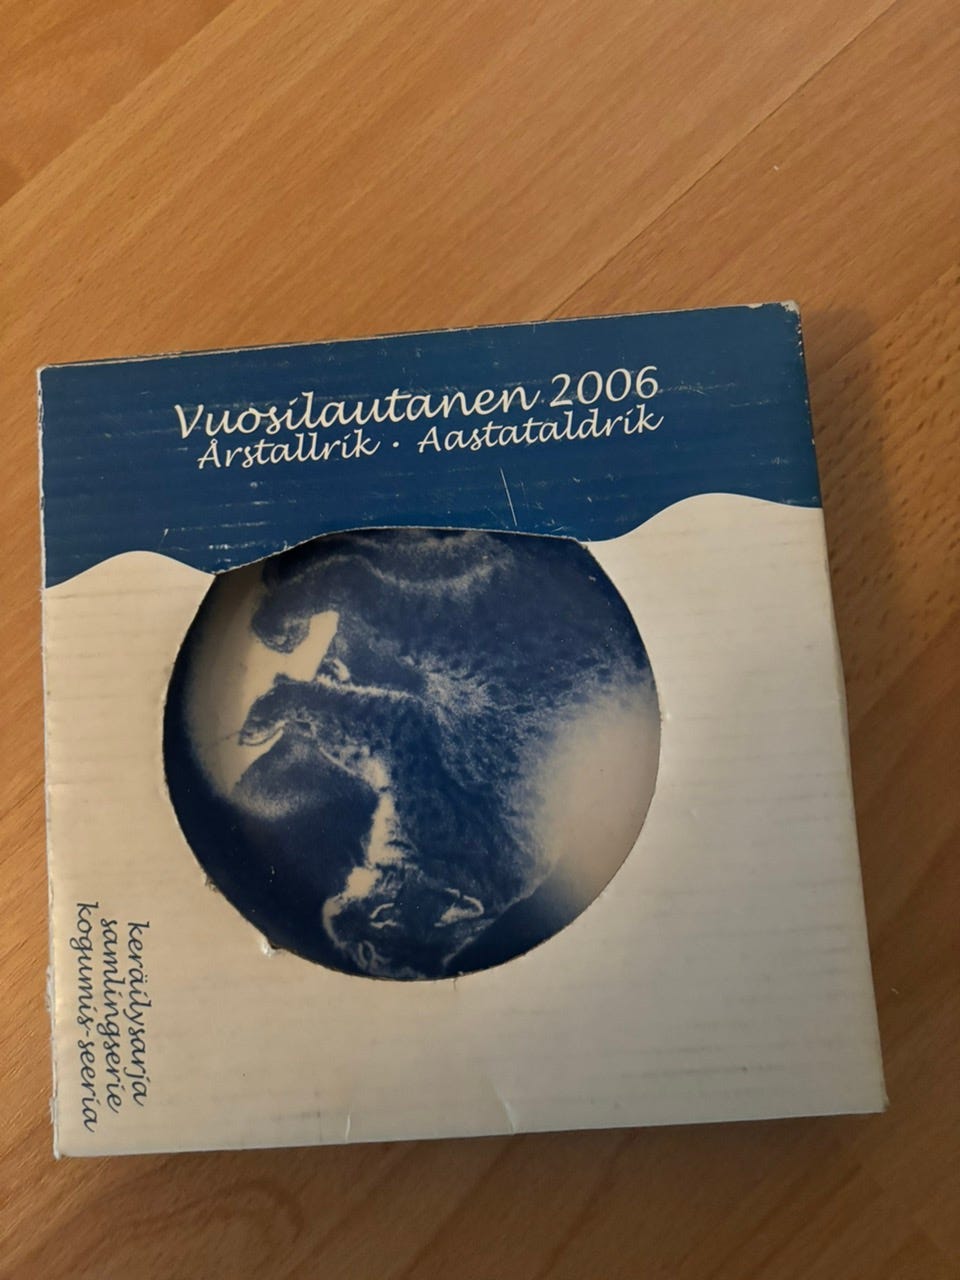 Vuosilautanen 2006
Årstallrik · Aastataldrik
keräilysarja
samlingserie
kogumis-seeria